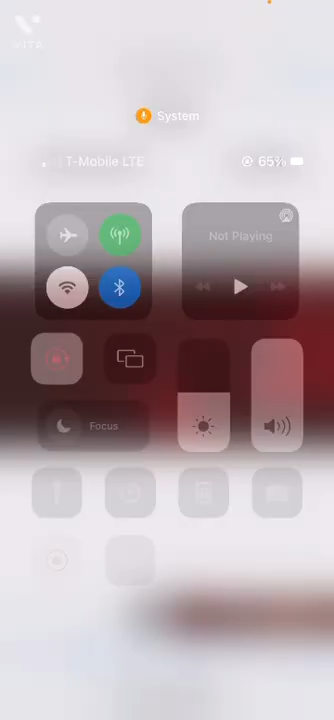 VITA
System
T-Mobile LTE
65%
Not Playing
Focus